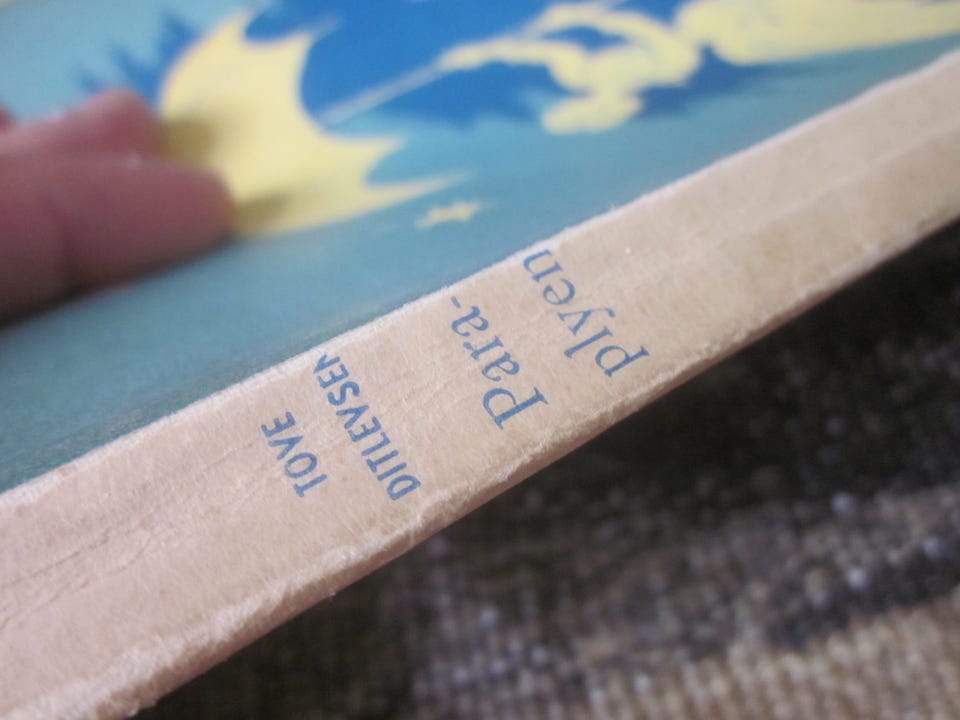 TOVE
DITLEVSEN
Para-
plyen